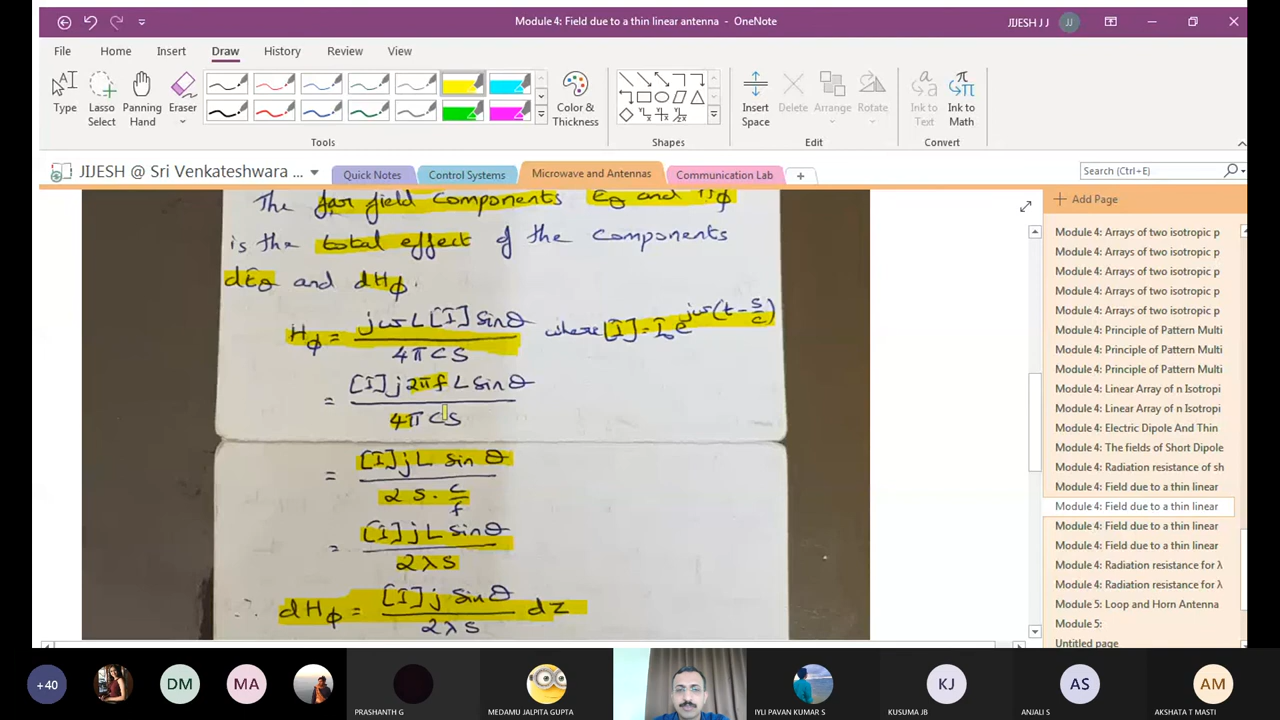 Module 4: Field due to a thin linear antenna - OneNote
JIJESH J J
JJ
File Home Insert Draw History Review View
Type
Lasso Select
Panning Hand
Eraser
Color & Thickness
Insert Space
Delete
Arrange
Rotate
Ink to Text
Ink to Math
Tools
Shapes
Edit
Convert
JIJESH @ Sri Venkateshwara ...
Quick Notes
Control Systems
Microwave and Antennas
Communication Lab
Search (Ctrl+E)
The far field components Eθ and Hϕ
is the total effect of the components
dEθ and dHϕ.
Hϕ = jωL[I] Sinθ / 4πCS where [I] = I₀ e^jω(t - s/c)
= [I] j 2πf L Sinθ / 4πCS
= [I] j L Sinθ / 2 S . c/f
= [I] j L Sinθ / 2λS
∴ dHϕ = [I] j Sinθ / 2λS dz
Add Page
Module 4: Arrays of two isotropic p
Module 4: Arrays of two isotropic p
Module 4: Arrays of two isotropic p
Module 4: Arrays of two isotropic p
Module 4: Arrays of two isotropic p
Module 4: Principle of Pattern Multi
Module 4: Principle of Pattern Multi
Module 4: Principle of Pattern Multi
Module 4: Linear Array of n Isotropi
Module 4: Linear Array of n Isotropi
Module 4: Electric Dipole And Thin
Module 4: The fields of Short Dipole
Module 4: Radiation resistance of sh
Module 4: Field due to a thin linear
Module 4: Field due to a thin linear
Module 4: Field due to a thin linear
Module 4: Field due to a thin linear
Module 4: Radiation resistance for λ
Module 4: Radiation resistance for λ
Module 5: Loop and Horn Antenna
Module 5:
Untitled page
+40
DM
MA
PRASHANTH G
MEDAMU JALPITA GUPTA
IYLI PAVAN KUMAR S
KJ
KUSUMA JB
AS
ANJALI S
AM
AKSHATA T MASTI